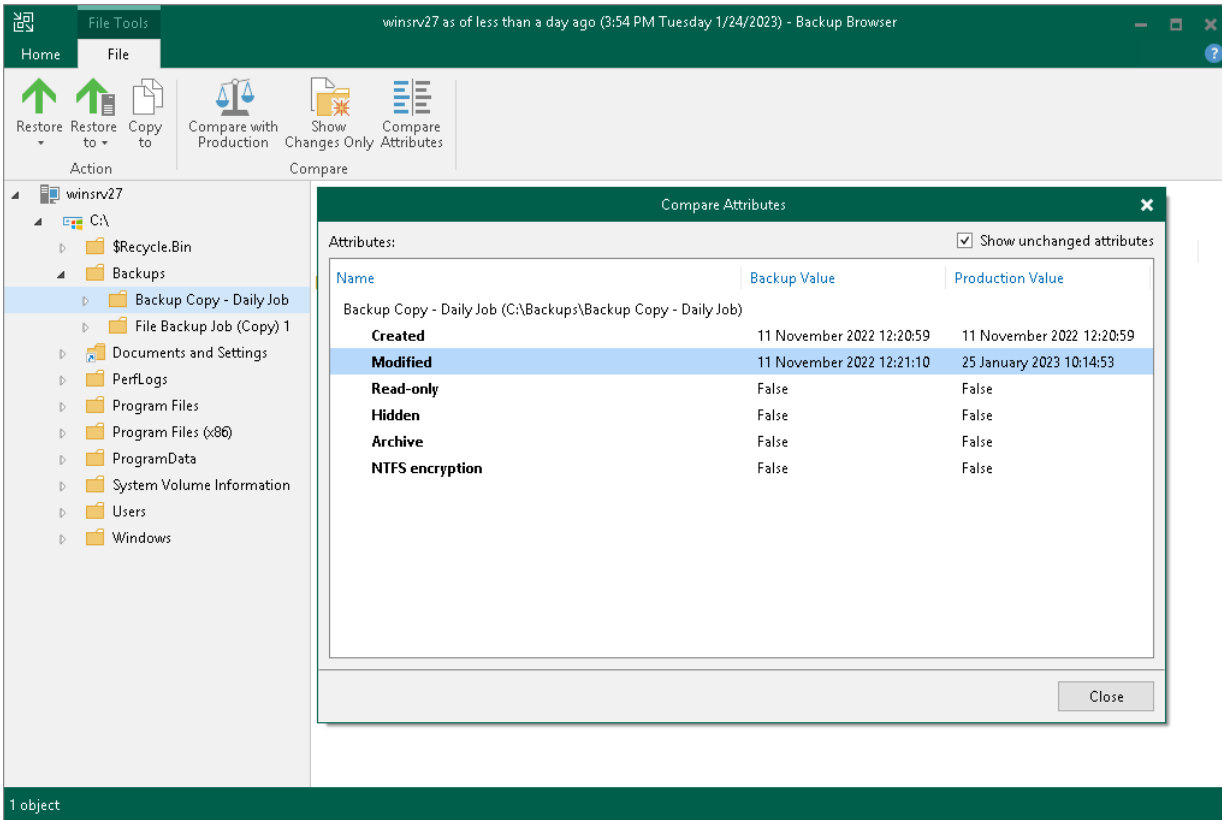 File Tools
winsrv27 as of less than a day ago (3:54 PM Tuesday 1/24/2023) - Backup Browser
Home File
Restore Restore to Copy to
Action
Compare with Production Show Changes Only Compare Attributes
Compare
winsrv27
C:\
$Recycle.Bin
Backups
Backup Copy - Daily Job
File Backup Job (Copy) 1
Documents and Settings
PerfLogs
Program Files
Program Files (x86)
ProgramData
System Volume Information
Users
Windows
Compare Attributes
Attributes: Show unchanged attributes
Name Backup Value Production Value
Backup Copy - Daily Job (C:\Backups\Backup Copy - Daily Job)
Created 11 November 2022 12:20:59 11 November 2022 12:20:59
Modified 11 November 2022 12:21:10 25 January 2023 10:14:53
Read-only False False
Hidden False False
Archive False False
NTFS encryption False False
Close
1 object